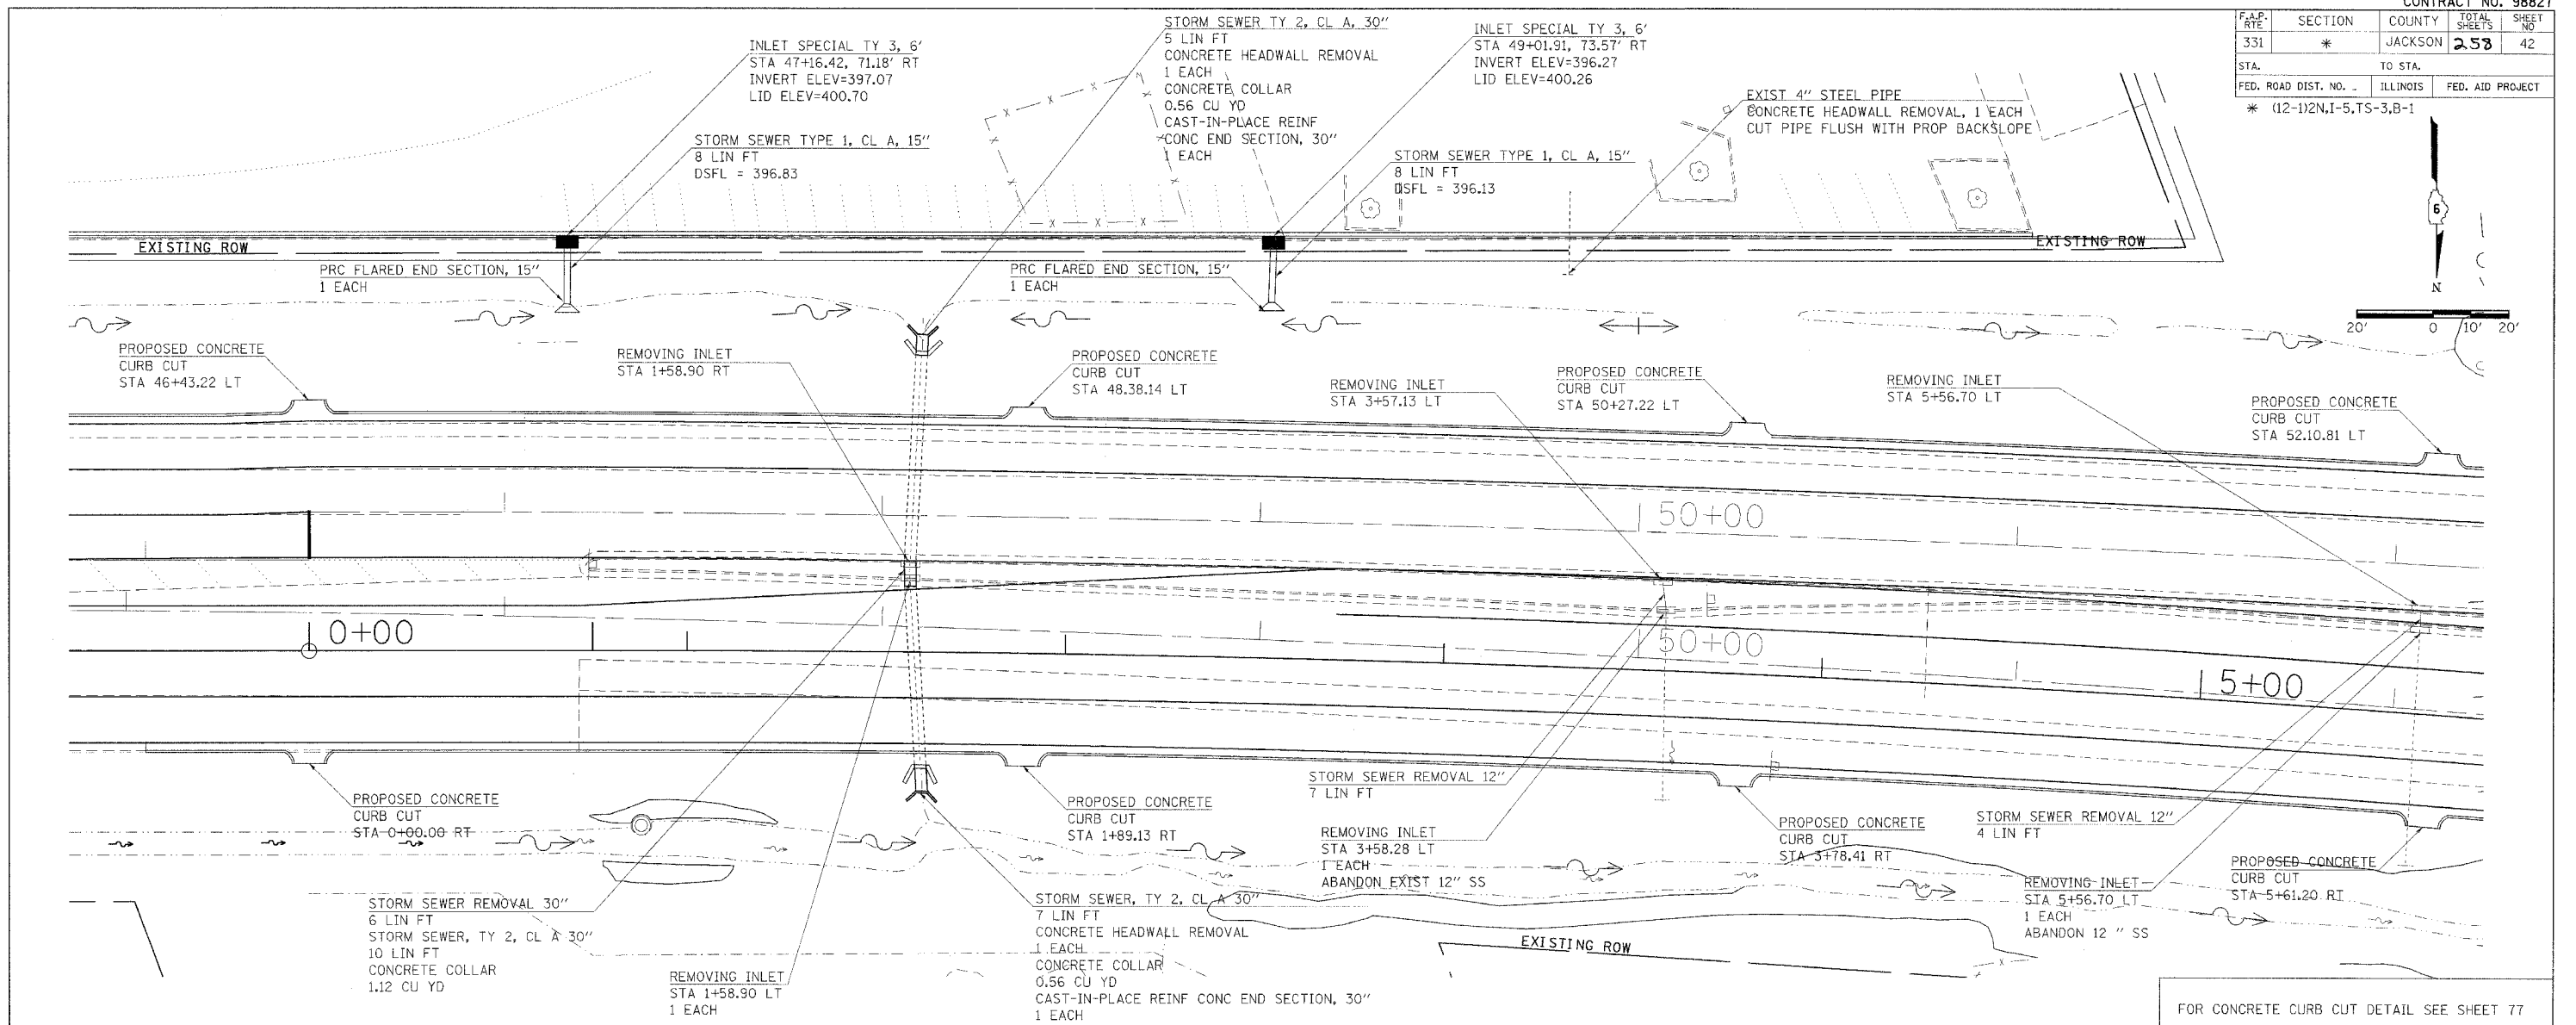 CONTRACT NO. 98827
F.A.P. RTE SECTION COUNTY TOTAL SHEETS SHEET NO
331 * JACKSON 258 42
STA. TO STA.
FED. ROAD DIST. NO. ILLINOIS FED. AID PROJECT
* (12-1)2N,I-5,TS-3,B-1
INLET SPECIAL TY 3, 6'
STA 47+16.42, 71.18' RT
INVERT ELEV=397.07
LID ELEV=400.70
STORM SEWER TYPE 1, CL A, 15"
8 LIN FT
DSFL = 396.83
STORM SEWER TY 2, CL A, 30"
5 LIN FT
CONCRETE HEADWALL REMOVAL
1 EACH
CONCRETE COLLAR
0.56 CU YD
CAST-IN-PLACE REINF
CONC END SECTION, 30"
1 EACH
INLET SPECIAL TY 3, 6'
STA 49+01.91, 73.57' RT
INVERT ELEV=396.27
LID ELEV=400.26
STORM SEWER TYPE 1, CL A, 15"
8 LIN FT
DSFL = 396.13
EXIST 4" STEEL PIPE
CONCRETE HEADWALL REMOVAL, 1 EACH
CUT PIPE FLUSH WITH PROP BACKSLOPE
6
N
20' 0 10' 20'
EXISTING ROW
EXISTING ROW
PRC FLARED END SECTION, 15"
1 EACH
PRC FLARED END SECTION, 15"
1 EACH
PROPOSED CONCRETE
CURB CUT
STA 46+43.22 LT
REMOVING INLET
STA 1+58.90 RT
PROPOSED CONCRETE
CURB CUT
STA 48.38.14 LT
REMOVING INLET
STA 3+57.13 LT
PROPOSED CONCRETE
CURB CUT
STA 50+27.22 LT
REMOVING INLET
STA 5+56.70 LT
PROPOSED CONCRETE
CURB CUT
STA 52.10.81 LT
50+00
0+00
50+00
5+00
PROPOSED CONCRETE
CURB CUT
STA 0+00.00 RT
STORM SEWER REMOVAL 30"
6 LIN FT
STORM SEWER, TY 2, CL A 30"
10 LIN FT
CONCRETE COLLAR
1.12 CU YD
REMOVING INLET
STA 1+58.90 LT
1 EACH
PROPOSED CONCRETE
CURB CUT
STA 1+89.13 RT
STORM SEWER, TY 2, CL A 30"
7 LIN FT
CONCRETE HEADWALL REMOVAL
1 EACH
CONCRETE COLLAR
0.56 CU YD
CAST-IN-PLACE REINF CONC END SECTION, 30"
1 EACH
STORM SEWER REMOVAL 12"
7 LIN FT
REMOVING INLET
STA 3+58.28 LT
1 EACH
ABANDON EXIST 12" SS
PROPOSED CONCRETE
CURB CUT
STA 3+78.41 RT
STORM SEWER REMOVAL 12"
4 LIN FT
REMOVING INLET
STA 5+56.70 LT
1 EACH
ABANDON 12 " SS
PROPOSED CONCRETE
CURB CUT
STA 5+61.20 RT
EXISTING ROW
FOR CONCRETE CURB CUT DETAIL SEE SHEET 77